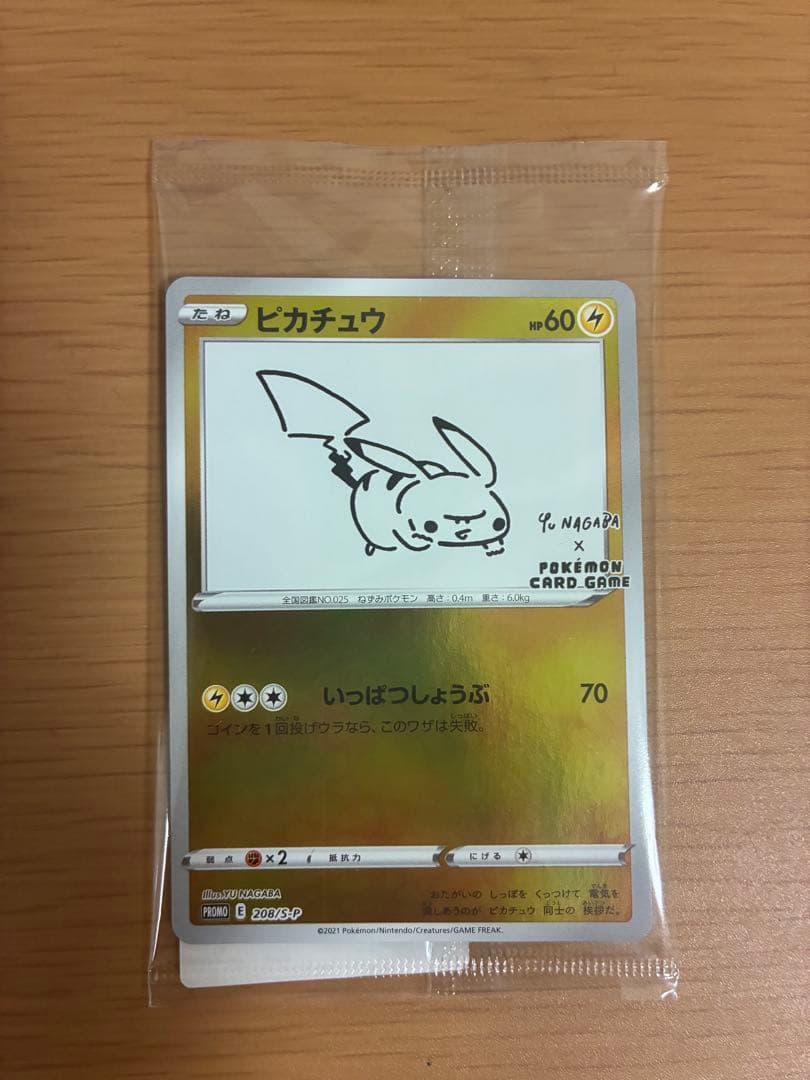 たね ピカチュウ HP60
Yu NAGABA
×
POKÉMON
CARD GAME
全国図鑑NO.025 ねずみポケモン 高さ:0.4m 重さ:6.0kg
いっぱつしょうぶ 70
コインを1回投げウラなら、このワザは失敗。
弱点 ×2 抵抗力 にげる
Illus.YU NAGABA
おたがいの しっぽを くっつけて 電気を
流しあうのが ピカチュウ 同士の 挨拶だ。
PROMO E 208/S-P
©2021 Pokémon/Nintendo/Creatures/GAME FREAK.